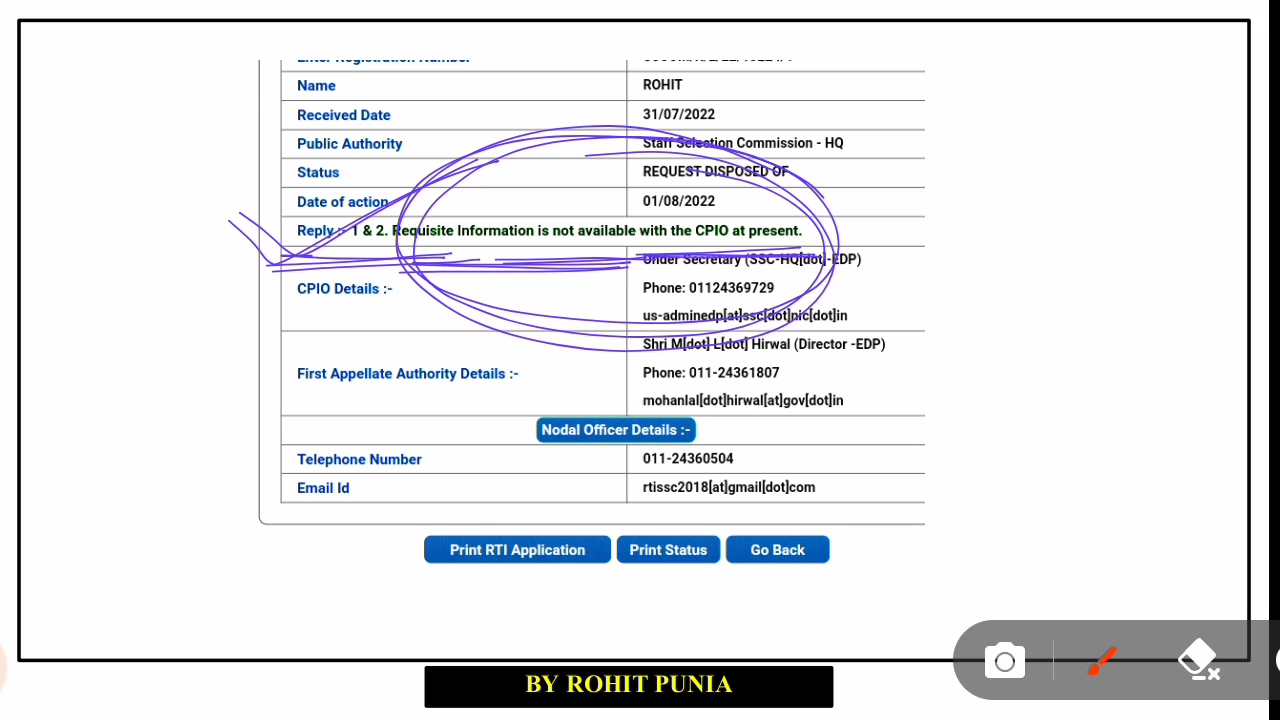 Name ROHIT
Received Date 31/07/2022
Public Authority Staff Selection Commission - HQ
Status REQUEST DISPOSED OF
Date of action 01/08/2022
Reply :- 1 & 2. Requisite Information is not available with the CPIO at present.
Under Secretary (SSC-HQ[dot]-EDP)
CPIO Details :- Phone: 01124369729
us-adminedp[at]ssc[dot]nic[dot]in
Shri M[dot] L[dot] Hirwal (Director -EDP)
First Appellate Authority Details :- Phone: 011-24361807
mohanlal[dot]hirwal[at]gov[dot]in
Nodal Officer Details :-
Telephone Number 011-24360504
Email Id rtissc2018[at]gmail[dot]com
Print RTI Application Print Status Go Back
BY ROHIT PUNIA